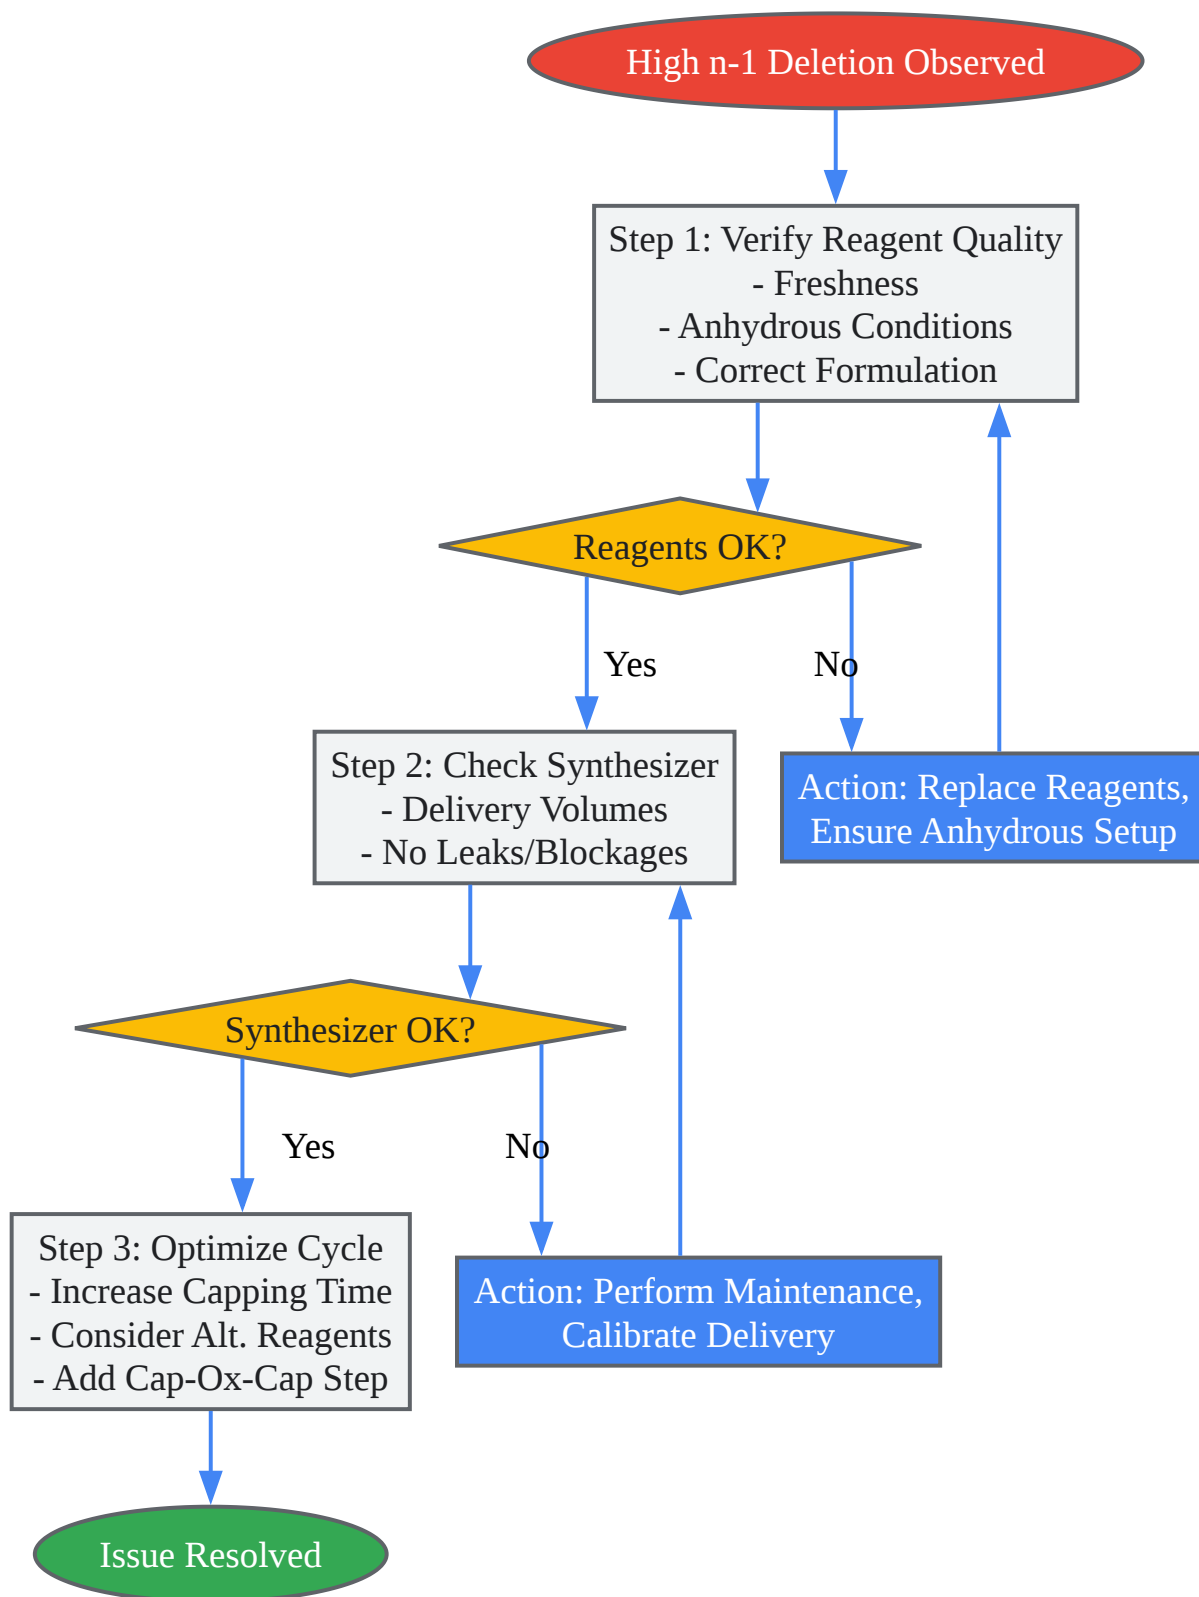 High n-1 Deletion Observed
Step 1: Verify Reagent Quality
- Freshness
- Anhydrous Conditions
- Correct Formulation
Reagents OK?
Yes
No
Step 2: Check Synthesizer
- Delivery Volumes
- No Leaks/Blockages
Action: Replace Reagents,
Ensure Anhydrous Setup
Synthesizer OK?
Yes
No
Step 3: Optimize Cycle
- Increase Capping Time
- Consider Alt. Reagents
- Add Cap-Ox-Cap Step
Action: Perform Maintenance,
Calibrate Delivery
Issue Resolved